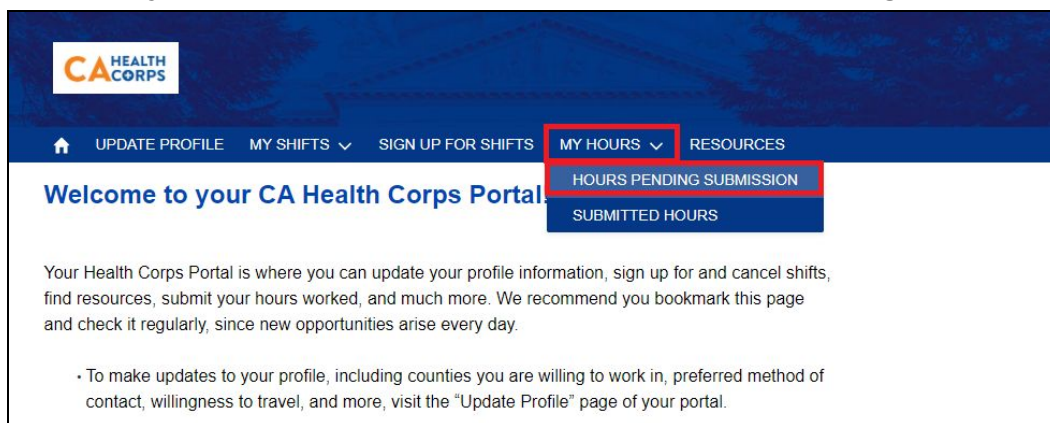 CA HEALTH
CORPS
UPDATE PROFILE MY SHIFTS SIGN UP FOR SHIFTS MY HOURS RESOURCES
HOURS PENDING SUBMISSION
SUBMITTED HOURS
Welcome to your CA Health Corps Portal!
Your Health Corps Portal is where you can update your profile information, sign up for and cancel shifts,
find resources, submit your hours worked, and much more. We recommend you bookmark this page
and check it regularly, since new opportunities arise every day.
• To make updates to your profile, including counties you are willing to work in, preferred method of
contact, willingness to travel, and more, visit the “Update Profile” page of your portal.